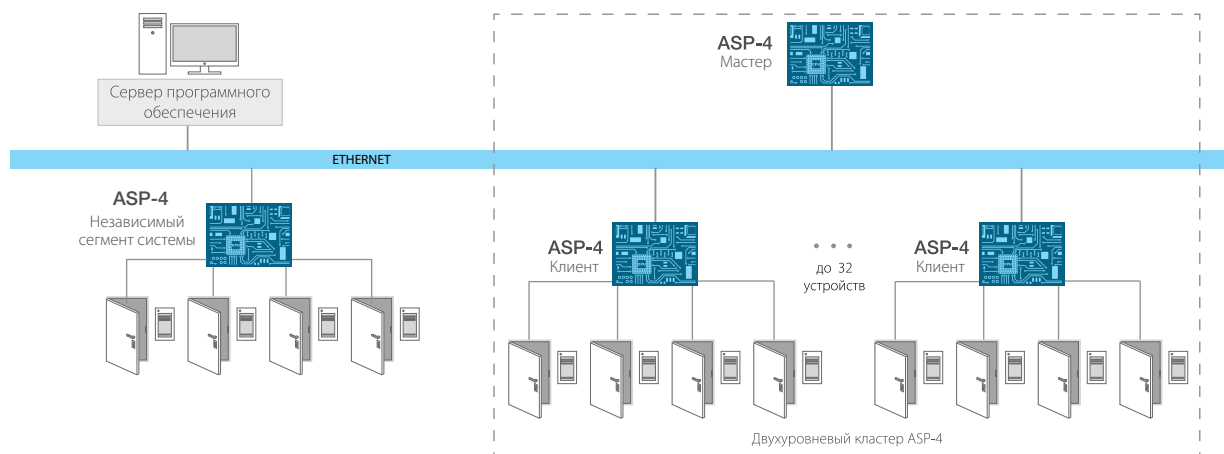 Сервер программного
обеспечения
ASP-4
Мастер
ETHERNET
ASP-4
Независимый
сегмент системы
ASP-4
Клиент
• • •
до 32
устройств
ASP-4
Клиент
Двухуровневый кластер ASP-4